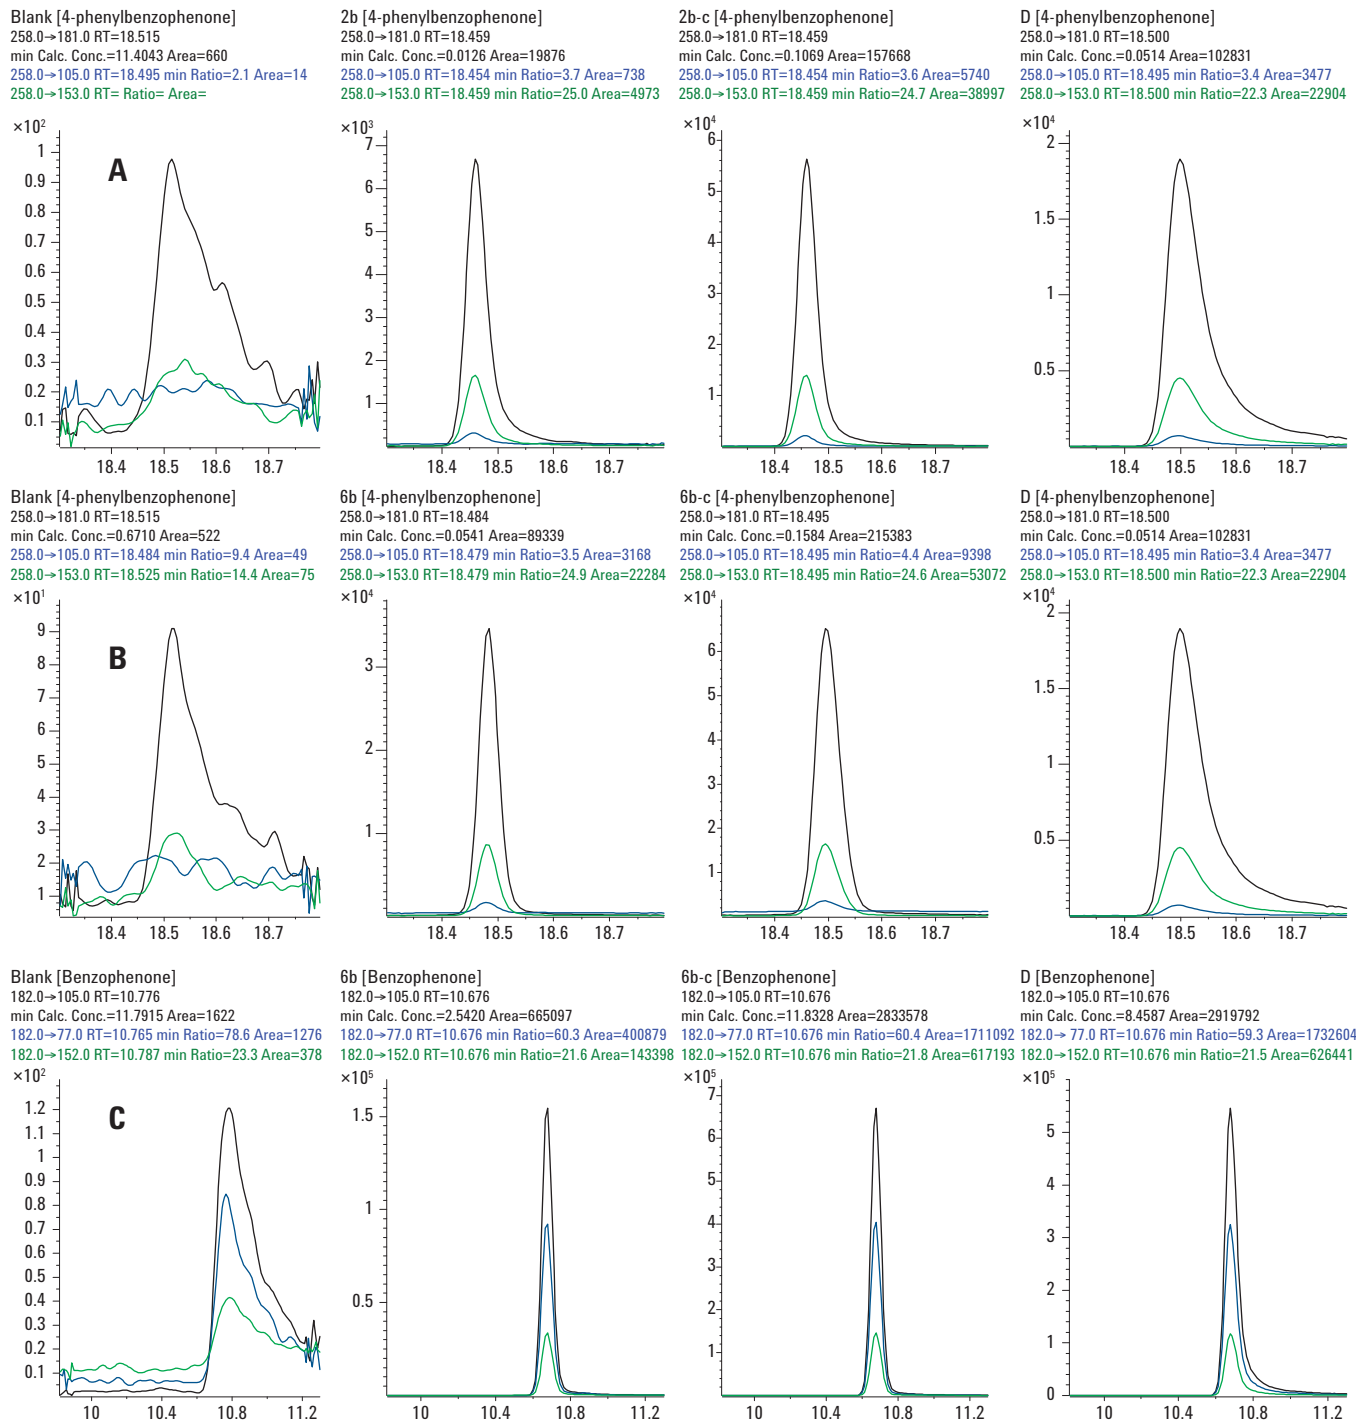 Blank [4-phenylbenzophenone]
258.0→181.0 RT=18.515
min Calc. Conc.=11.4043 Area=660
258.0→105.0 RT=18.495 min Ratio=2.1 Area=14
258.0→153.0 RT= Ratio= Area=
×10²
1
0.9
0.8
0.7
0.6
0.5
0.4
0.3
0.2
0.1
A
18.4 18.5 18.6 18.7
2b [4-phenylbenzophenone]
258.0→181.0 RT=18.459
min Calc. Conc.=0.0126 Area=19876
258.0→105.0 RT=18.454 min Ratio=3.7 Area=738
258.0→153.0 RT=18.459 min Ratio=25.0 Area=4973
×10³
7
6
5
4
3
2
1
18.4 18.5 18.6 18.7
2b-c [4-phenylbenzophenone]
258.0→181.0 RT=18.459
min Calc. Conc.=0.1069 Area=157668
258.0→105.0 RT=18.454 min Ratio=3.6 Area=5740
258.0→153.0 RT=18.459 min Ratio=24.7 Area=38997
×10⁴
6
5
4
3
2
1
18.4 18.5 18.6 18.7
D [4-phenylbenzophenone]
258.0→181.0 RT=18.500
min Calc. Conc.=0.0514 Area=102831
258.0→105.0 RT=18.495 min Ratio=3.4 Area=3477
258.0→153.0 RT=18.500 min Ratio=22.3 Area=22904
×10⁴
2
1.5
1
0.5
18.4 18.5 18.6 18.7
Blank [4-phenylbenzophenone]
258.0→181.0 RT=18.515
min Calc. Conc.=0.6710 Area=522
258.0→105.0 RT=18.484 min Ratio=9.4 Area=49
258.0→153.0 RT=18.525 min Ratio=14.4 Area=75
×10¹
9
8
7
6
5
4
3
2
1
B
18.4 18.5 18.6 18.7
6b [4-phenylbenzophenone]
258.0→181.0 RT=18.484
min Calc. Conc.=0.0541 Area=89339
258.0→105.0 RT=18.479 min Ratio=3.5 Area=3168
258.0→153.0 RT=18.479 min Ratio=24.9 Area=22284
×10⁴
3
2
1
18.4 18.5 18.6 18.7
6b-c [4-phenylbenzophenone]
258.0→181.0 RT=18.495
min Calc. Conc.=0.1584 Area=215383
258.0→105.0 RT=18.495 min Ratio=4.4 Area=9398
258.0→153.0 RT=18.495 min Ratio=24.6 Area=53072
×10⁴
7
6
5
4
3
2
1
18.4 18.5 18.6 18.7
D [4-phenylbenzophenone]
258.0→181.0 RT=18.500
min Calc. Conc.=0.0514 Area=102831
258.0→105.0 RT=18.495 min Ratio=3.4 Area=3477
258.0→153.0 RT=18.500 min Ratio=22.3 Area=22904
×10⁴
2
1.5
1
0.5
18.4 18.5 18.6 18.7
Blank [Benzophenone]
182.0→105.0 RT=10.776
min Calc. Conc.=11.7915 Area=1622
182.0→77.0 RT=10.765 min Ratio=78.6 Area=1276
182.0→152.0 RT=10.787 min Ratio=23.3 Area=378
×10²
1.2
1.1
1
0.9
0.8
0.7
0.6
0.5
0.4
0.3
0.2
0.1
C
10 10.4 10.8 11.2
6b [Benzophenone]
182.0→105.0 RT=10.676
min Calc. Conc.=2.5420 Area=665097
182.0→77.0 RT=10.676 min Ratio=60.3 Area=400879
182.0→152.0 RT=10.676 min Ratio=21.6 Area=143398
×10⁵
1.5
1
0.5
10 10.4 10.8 11.2
6b-c [Benzophenone]
182.0→105.0 RT=10.676
min Calc. Conc.=11.8328 Area=2833578
182.0→77.0 RT=10.676 min Ratio=60.4 Area=1711092
182.0→152.0 RT=10.676 min Ratio=21.8 Area=617193
×10⁵
7
6
5
4
3
2
1
10 10.4 10.8 11.2
D [Benzophenone]
182.0→105.0 RT=10.676
min Calc. Conc.=8.4587 Area=2919792
182.0→ 77.0 RT=10.676 min Ratio=59.3 Area=1732604
182.0→152.0 RT=10.676 min Ratio=21.5 Area=626441
×10⁵
5
4
3
2
1
0
10 10.4 10.8 11.2